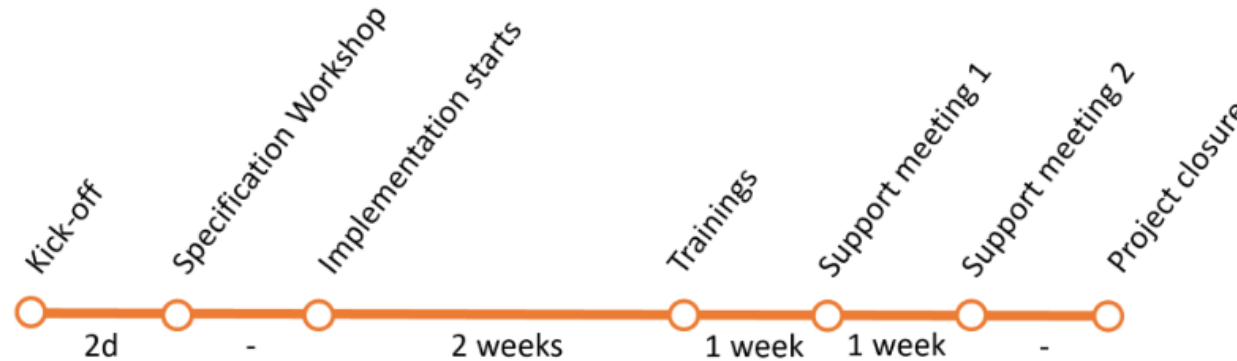 Kick-off
Specification Workshop
Implementation starts
Trainings
Support meeting 1
Support meeting 2
Project closure
2d
-
2 weeks
1 week
1 week
-